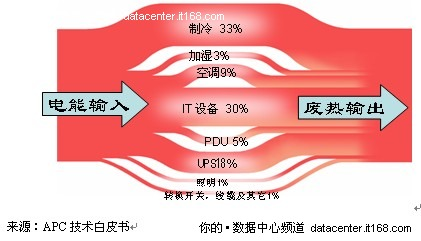 datacenter.it168.com
制冷 33%
加湿3%
空调9%
电能输入
IT 设备 30%
废热输出
PDU 5%
UPS18%
照明1%
转换开关，线缆及其它1%
来源：APC 技术白皮书
你的·数据中心频道 datacenter.it168.com